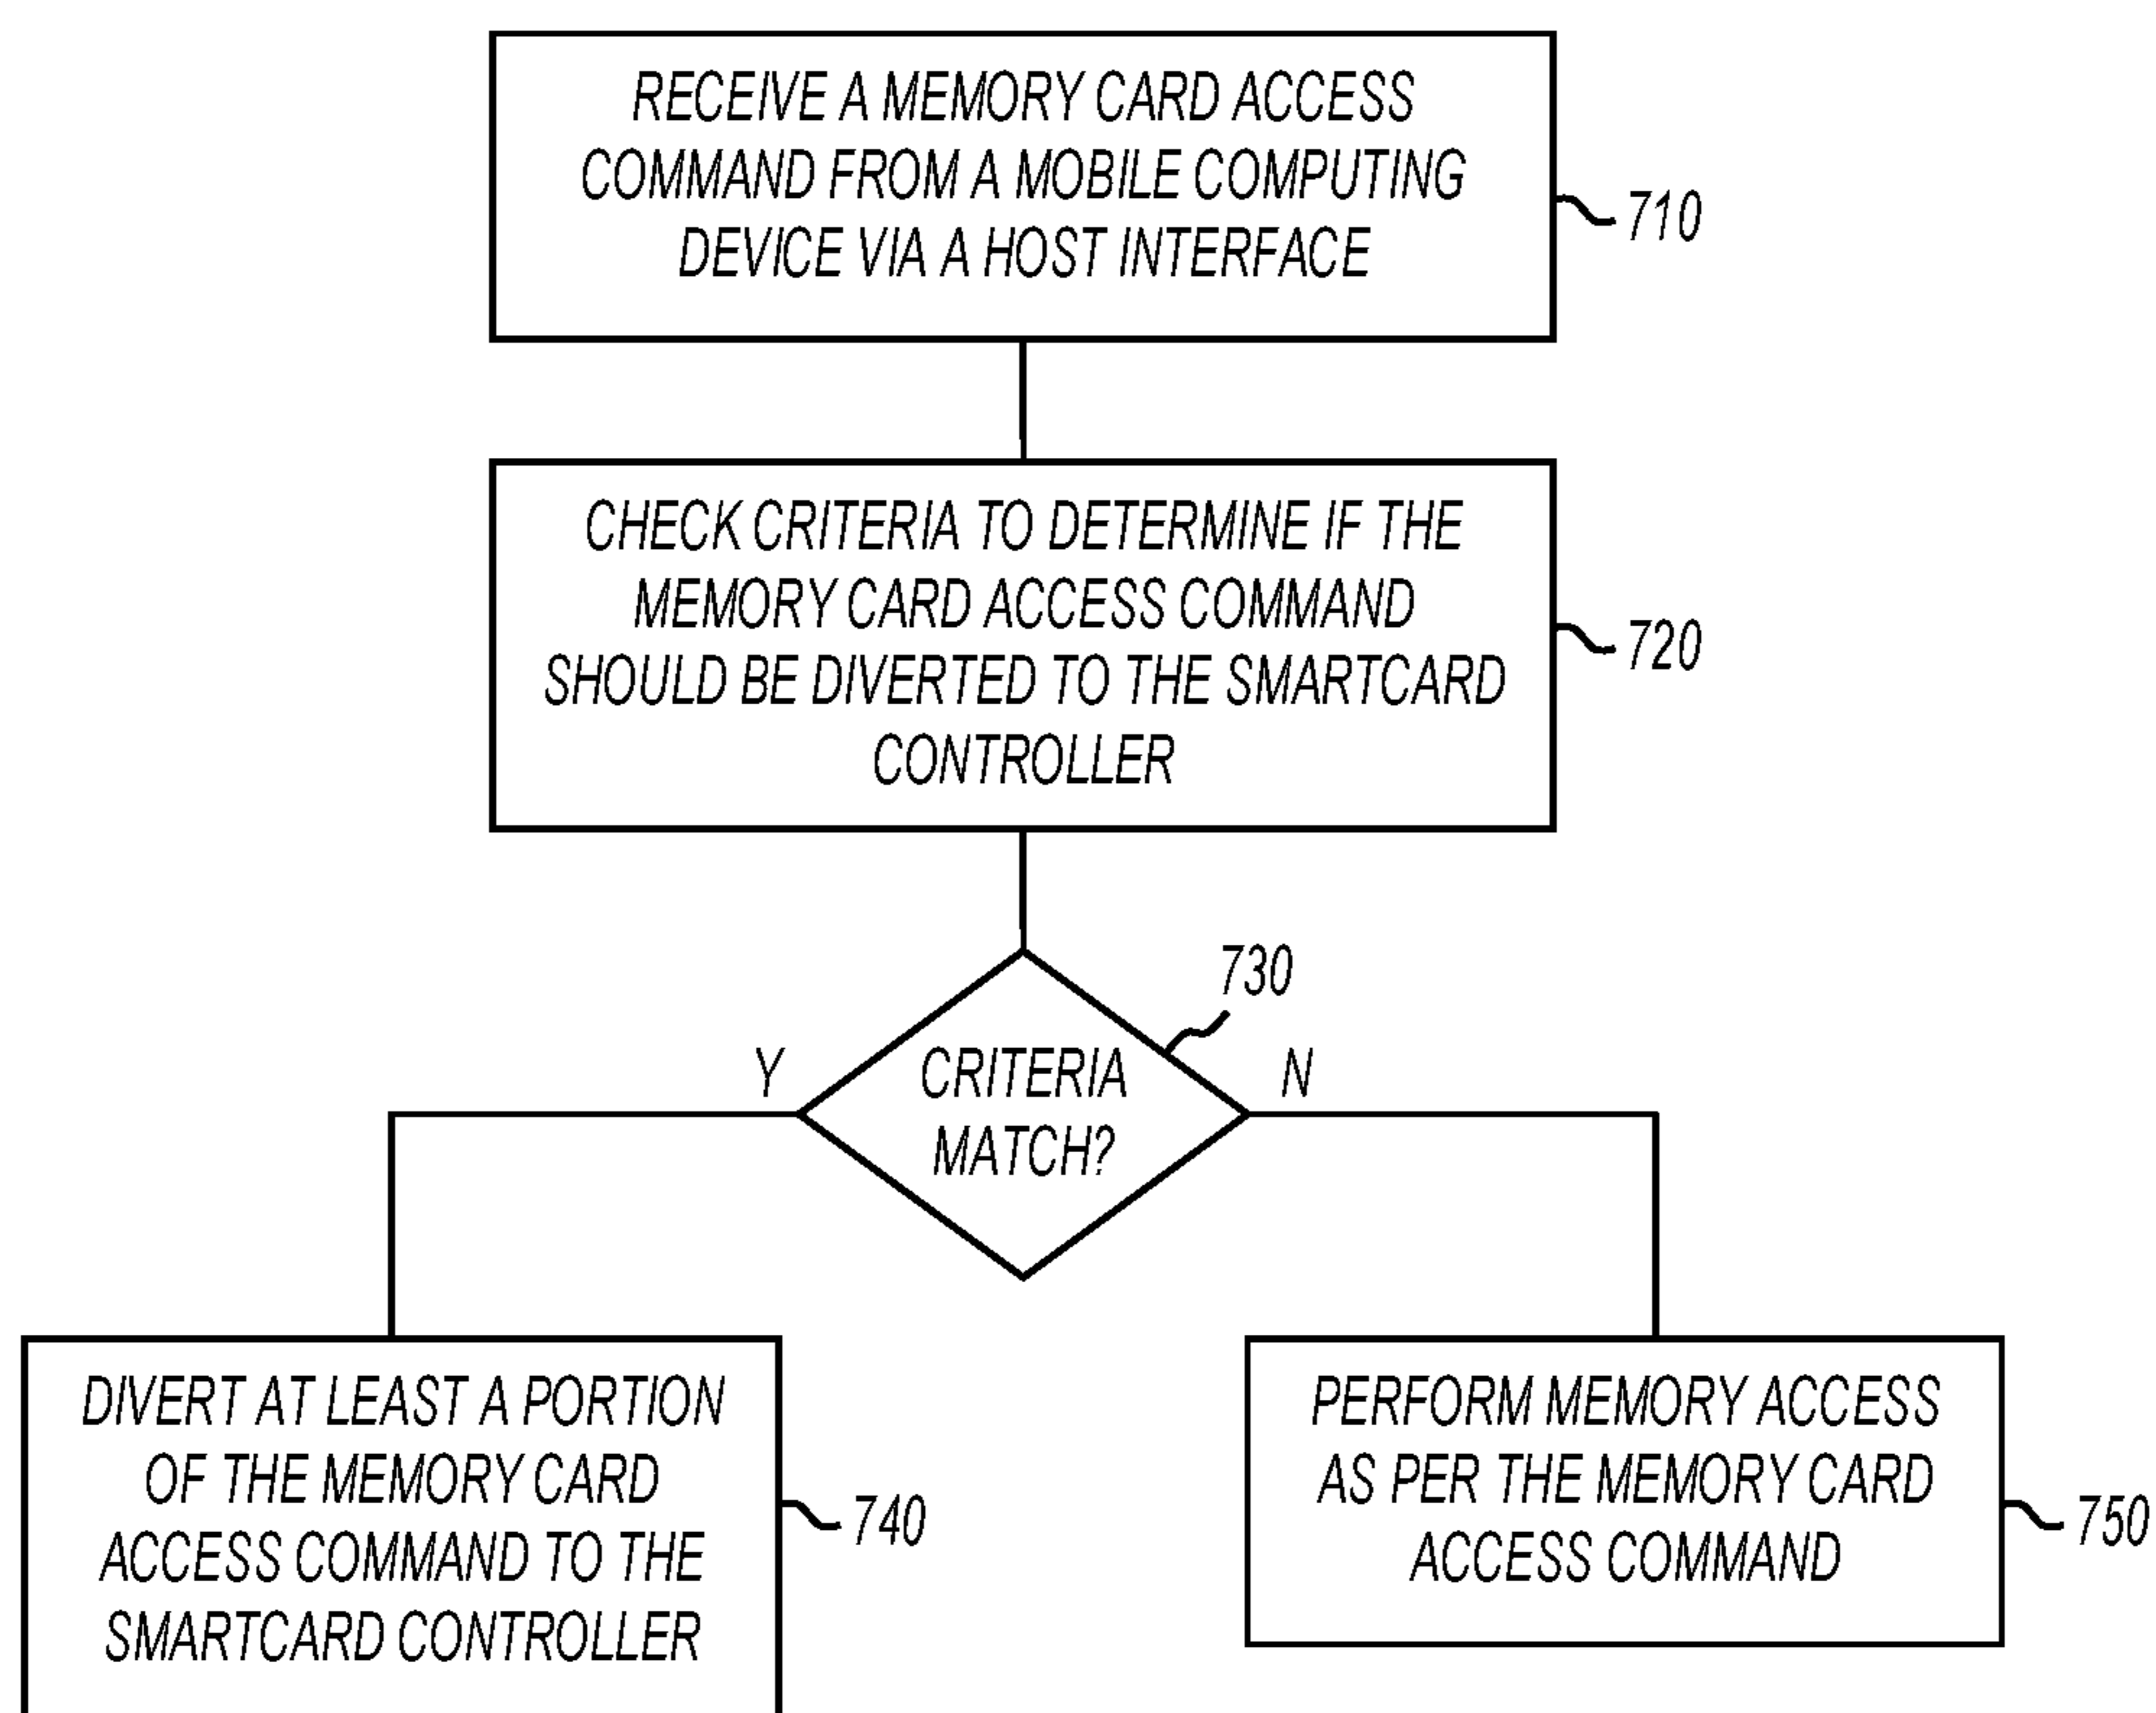 RECEIVE A MEMORY CARD ACCESS
COMMAND FROM A MOBILE COMPUTING
DEVICE VIA A HOST INTERFACE
710
CHECK CRITERIA TO DETERMINE IF THE
MEMORY CARD ACCESS COMMAND
SHOULD BE DIVERTED TO THE SMARTCARD
CONTROLLER
720
730
Y
CRITERIA
MATCH?
N
DIVERT AT LEAST A PORTION
OF THE MEMORY CARD
ACCESS COMMAND TO THE
SMARTCARD CONTROLLER
740
PERFORM MEMORY ACCESS
AS PER THE MEMORY CARD
ACCESS COMMAND
750